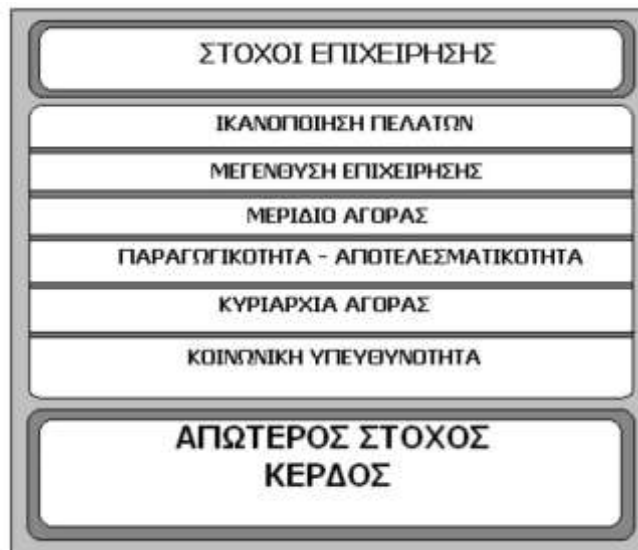 ΣΤΟΧΟΙ ΕΠΙΧΕΙΡΗΣΗΣ
ΙΚΑΝΟΠΟΙΗΣΗ ΠΕΛΑΤΩΝ
ΜΕΓΕΝΘΥΣΗ ΕΠΙΧΕΙΡΗΣΗΣ
ΜΕΡΙΔΙΟ ΑΓΟΡΑΣ
ΠΑΡΑΓΩΓΙΚΟΤΗΤΑ - ΑΠΟΤΕΛΕΣΜΑΤΙΚΟΤΗΤΑ
ΚΥΡΙΑΡΧΙΑ ΑΓΟΡΑΣ
ΚΟΙΝΩΝΙΚΗ ΥΠΕΥΘΥΝΟΤΗΤΑ
ΑΠΩΤΕΡΟΣ ΣΤΟΧΟΣ
ΚΕΡΔΟΣ